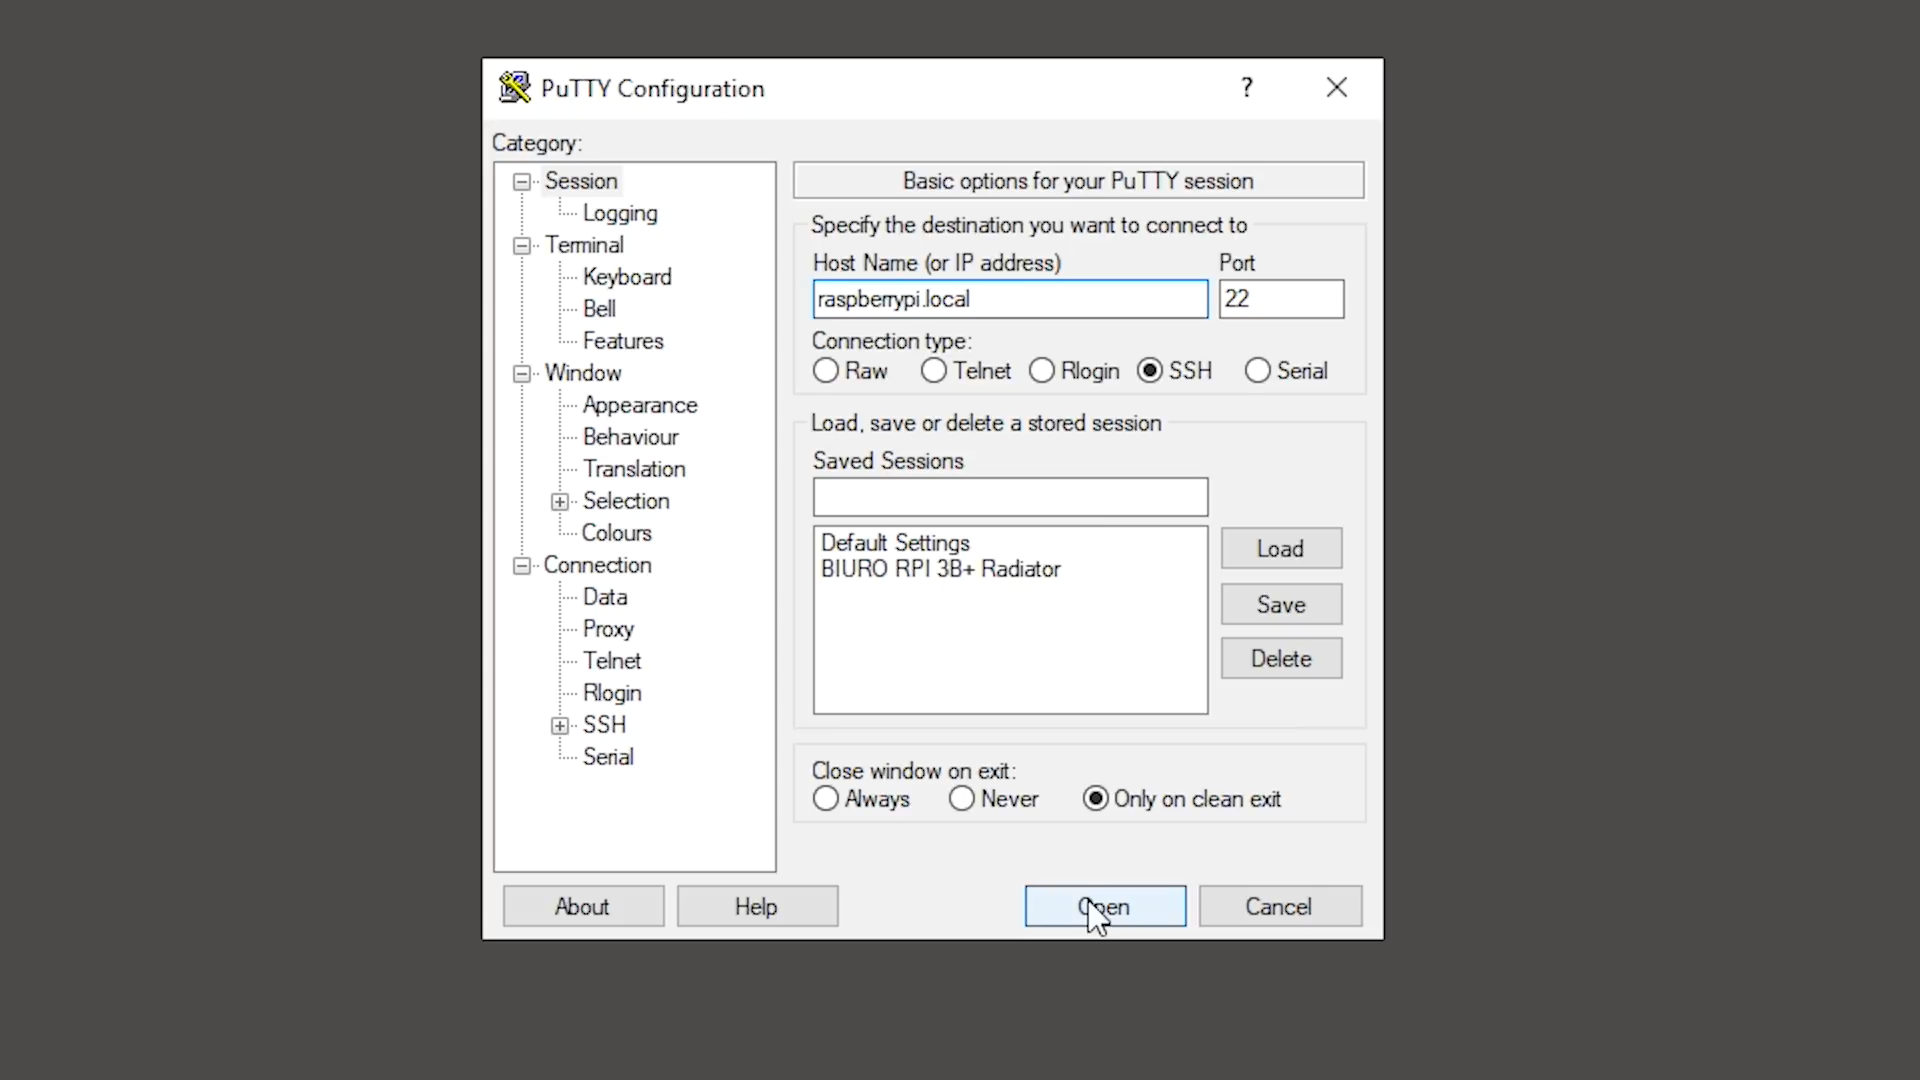 PuTTY Configuration
?
Category:
Session
Logging
Terminal
Keyboard
Bell
Features
Window
Appearance
Behaviour
Translation
Selection
Colours
Connection
Data
Proxy
Telnet
Rlogin
SSH
Serial
Basic options for your PuTTY session
Specify the destination you want to connect to
Host Name (or IP address) Port
raspberrypi.local 22
Connection type:
Raw Telnet Rlogin SSH Serial
Load, save or delete a stored session
Saved Sessions
Default Settings
BIURO RPI 3B+ Radiator
Load
Save
Delete
Close window on exit:
Always Never Only on clean exit
About Help Open Cancel